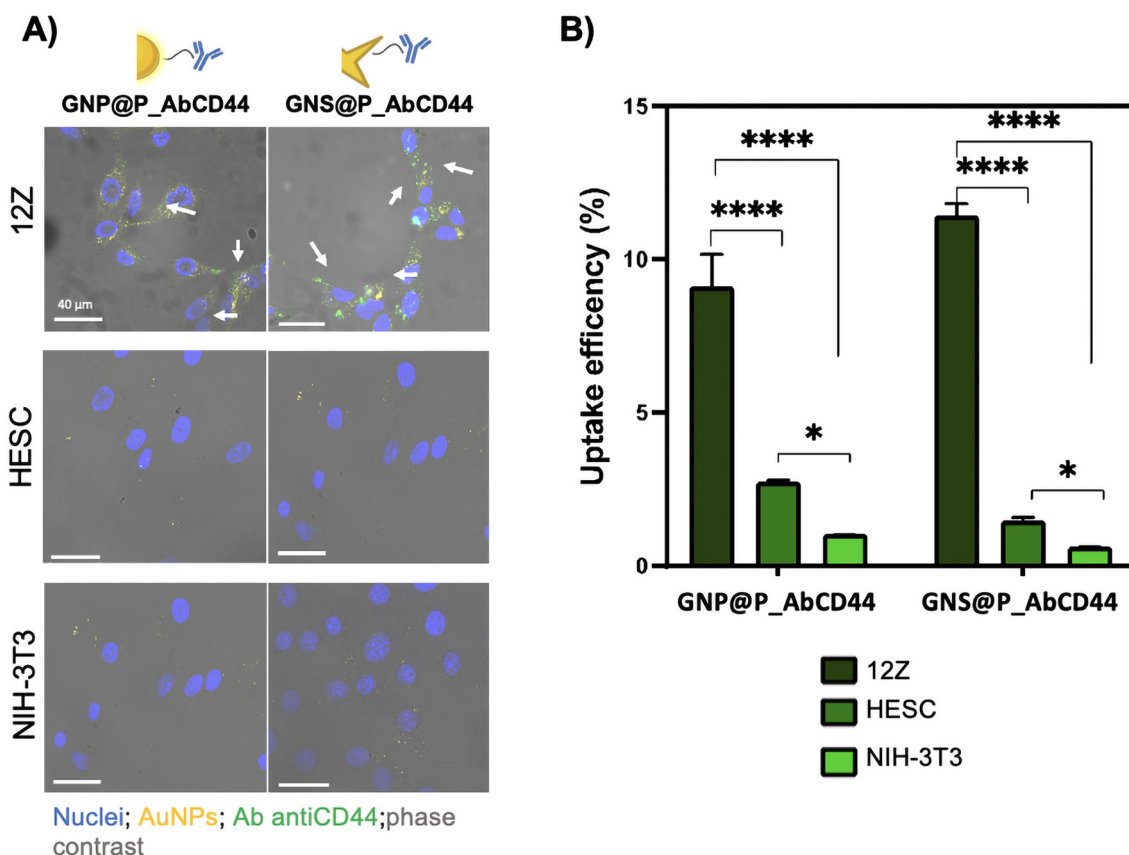 A)
GNP@P_AbCD44
GNS@P_AbCD44
12Z
40 µm
HESC
NIH-3T3
Nuclei; AuNPs; Ab antiCD44;phase
contrast
B)
Uptake efficency (%)
15
10
5
0
****
****
*
****
****
*
GNP@P_AbCD44
GNS@P_AbCD44
12Z
HESC
NIH-3T3